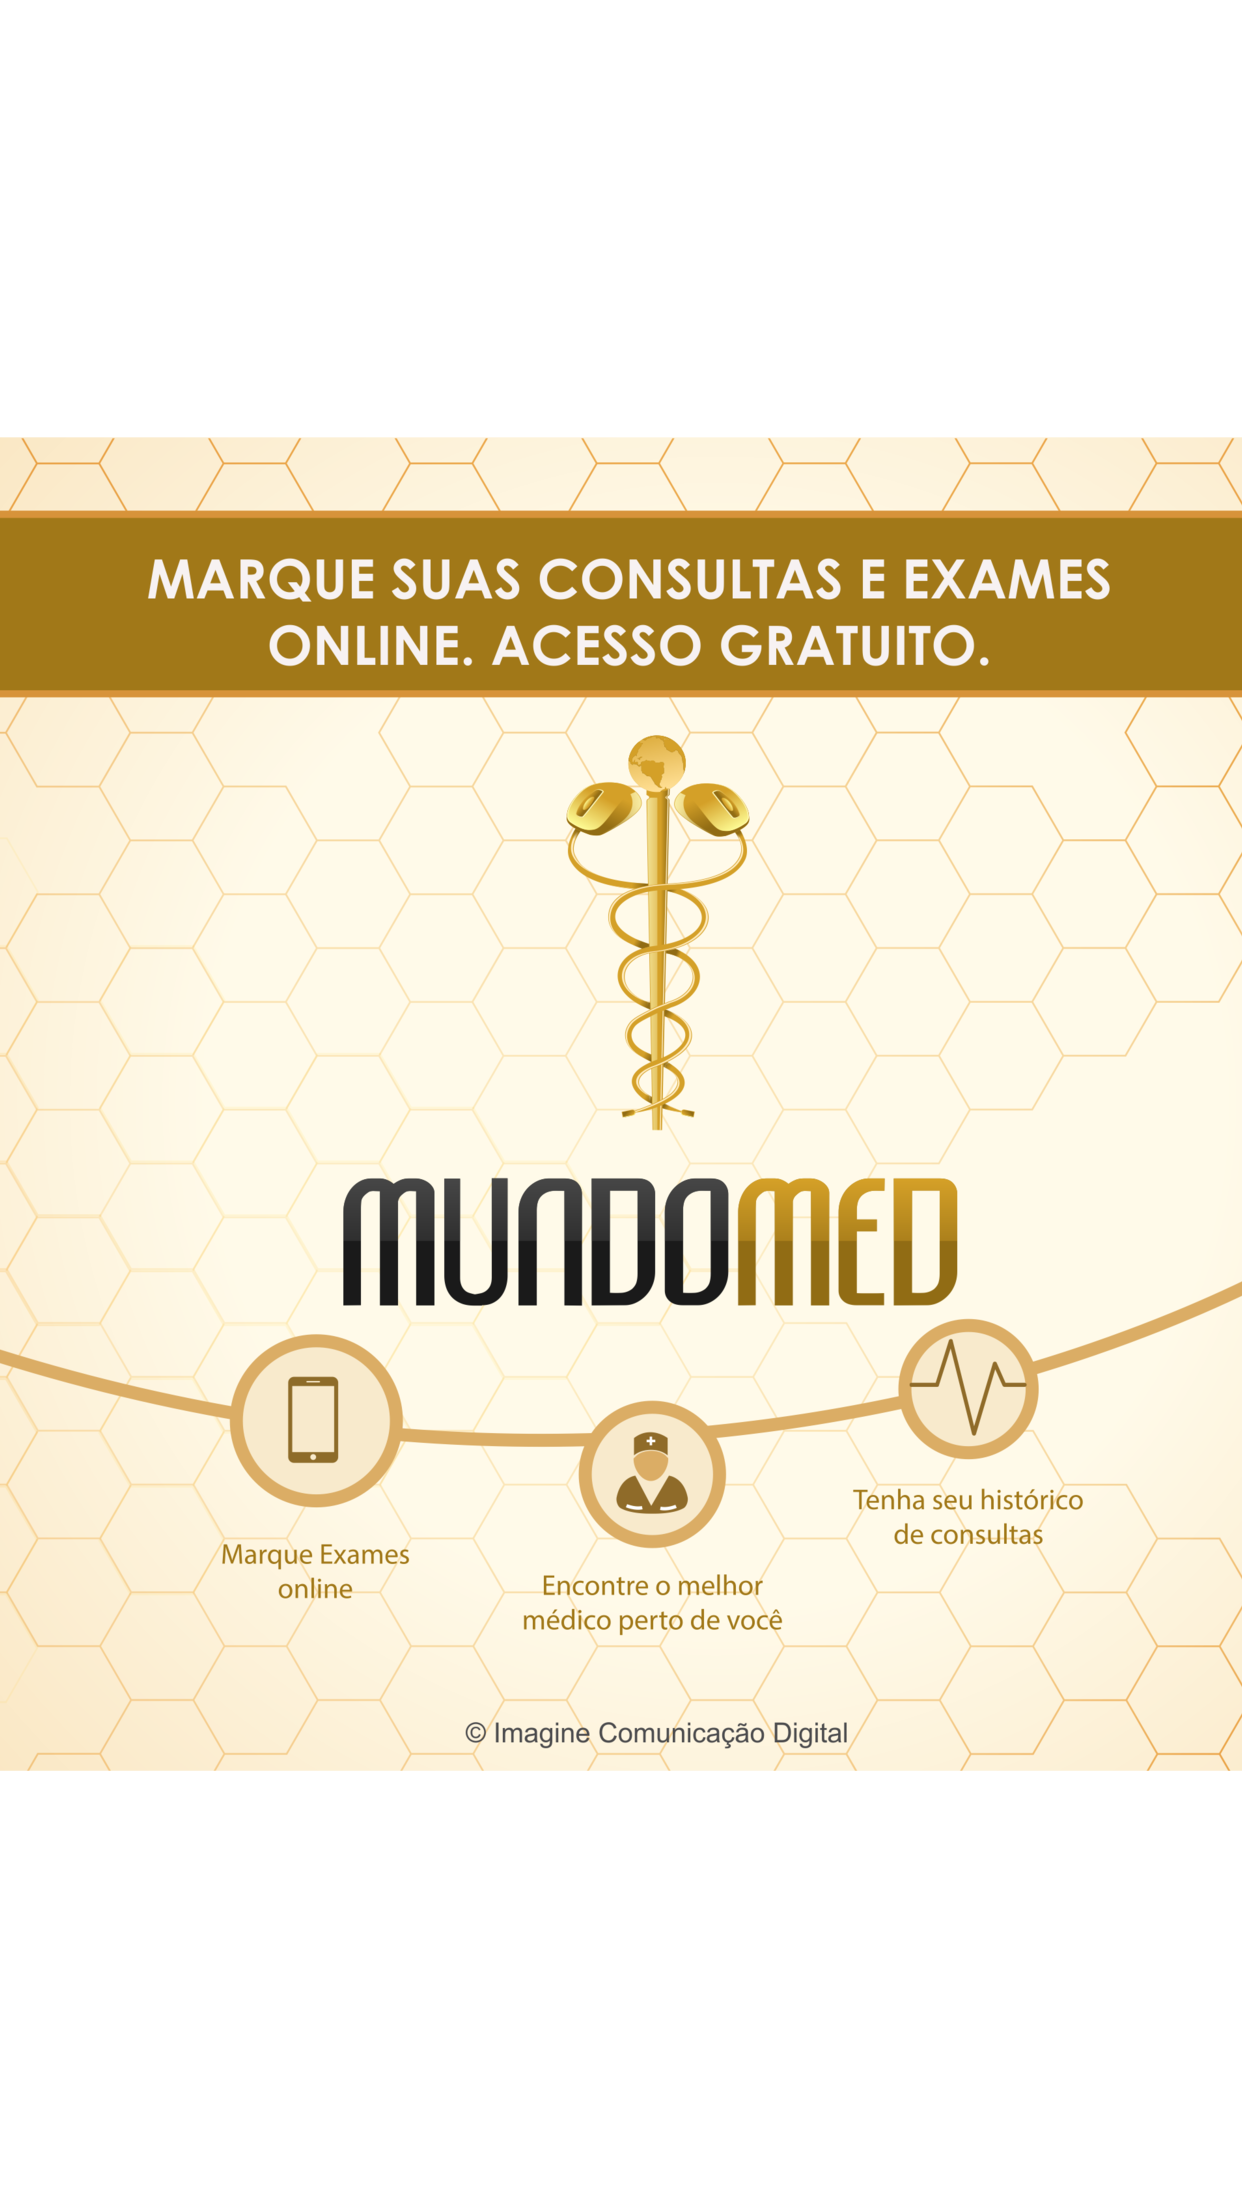 MARQUE SUAS CONSULTAS E EXAMES
ONLINE. ACESSO GRATUITO.
MUNDOMED
Marque Exames
online
Encontre o melhor
médico perto de você
Tenha seu histórico
de consultas
© Imagine Comunicação Digital